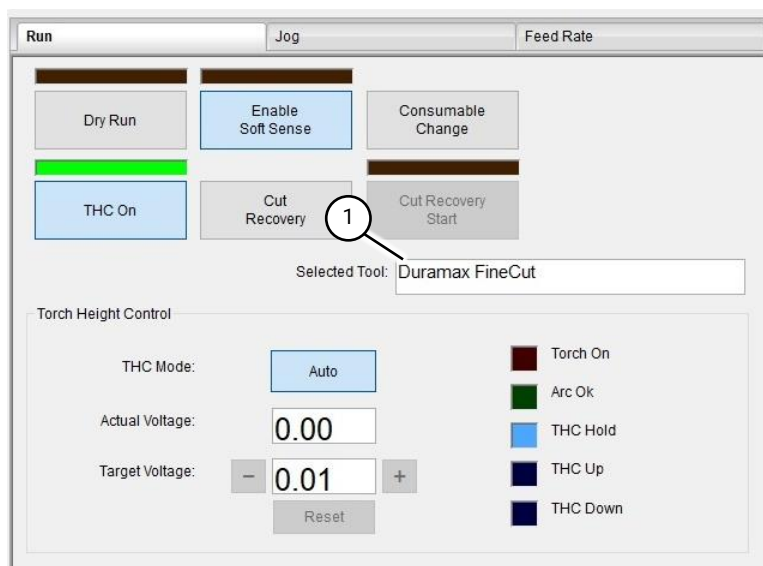 Run
Jog
Feed Rate
Dry Run
Enable
Soft Sense
Consumable
Change
THC On
Cut
Recovery
1
Cut Recovery
Start
Selected Tool:
Duramax FineCut
Torch Height Control
THC Mode:
Auto
Torch On
Arc Ok
Actual Voltage:
0.00
THC Hold
Target Voltage:
−
0.01
+
THC Up
Reset
THC Down